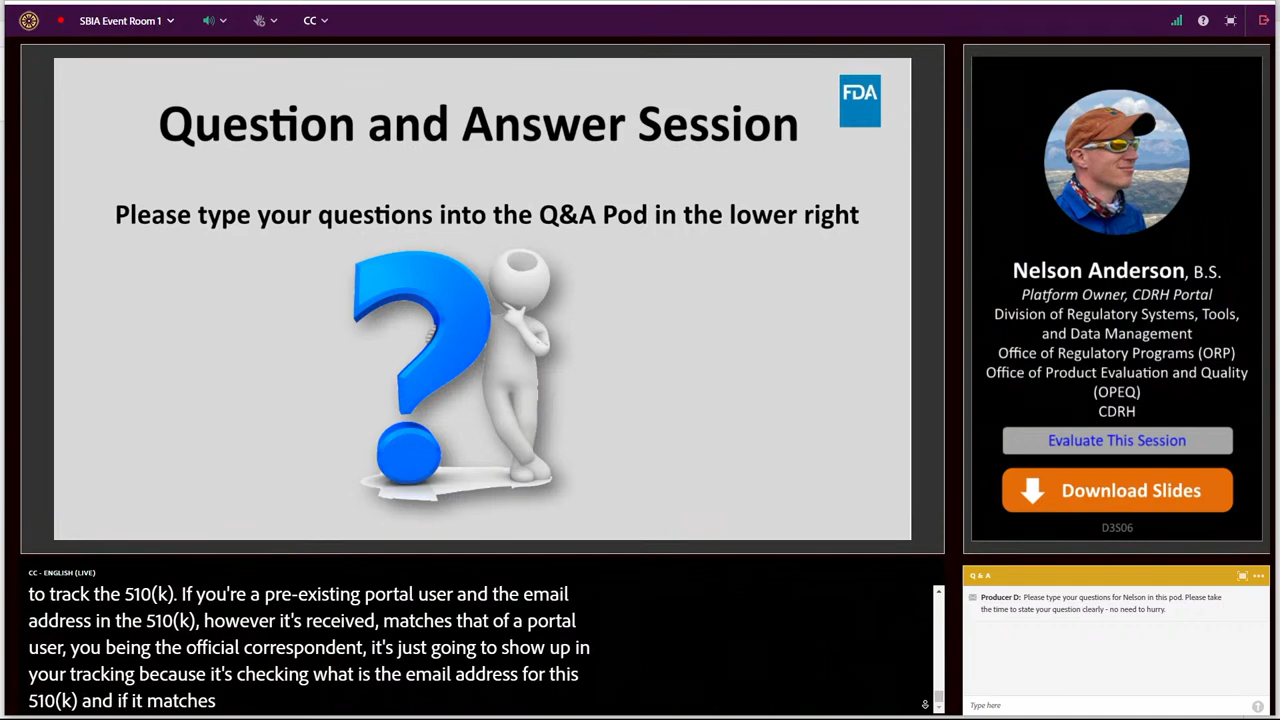 SBIA Event Room 1
CC
Question and Answer Session
FDA
Please type your questions into the Q&A Pod in the lower right
Nelson Anderson, B.S.
Platform Owner, CDRH Portal
Division of Regulatory Systems, Tools,
and Data Management
Office of Regulatory Programs (ORP)
Office of Product Evaluation and Quality
(OPEQ)
CDRH
Evaluate This Session
Download Slides
D3S06
CC - ENGLISH (LIVE)
to track the 510(k). If you're a pre-existing portal user and the email
address in the 510(k), however it's received, matches that of a portal
user, you being the official correspondent, it's just going to show up in
your tracking because it's checking what is the email address for this
510(k) and if it matches
Q & A
Producer D: Please type your questions for Nelson in this pod. Please take
the time to state your question clearly - no need to hurry.
Type here